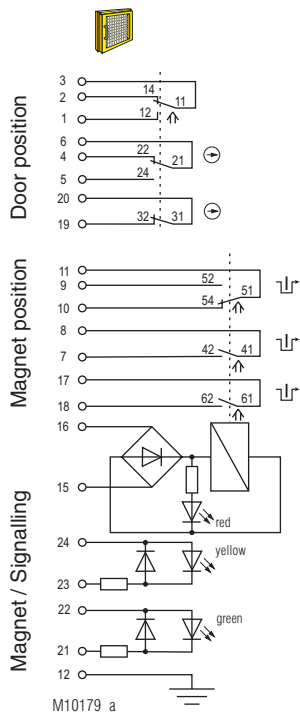 Door position
3
2 14 11
1 12
6
4 22 21
5 24
20
19 32 31
Magnet position
11
9 52 51
10 54
8
7 42 41
17
18 62 61
Magnet / Signalling
16
15
red
24
yellow
23
22
green
21
12
M10179_a